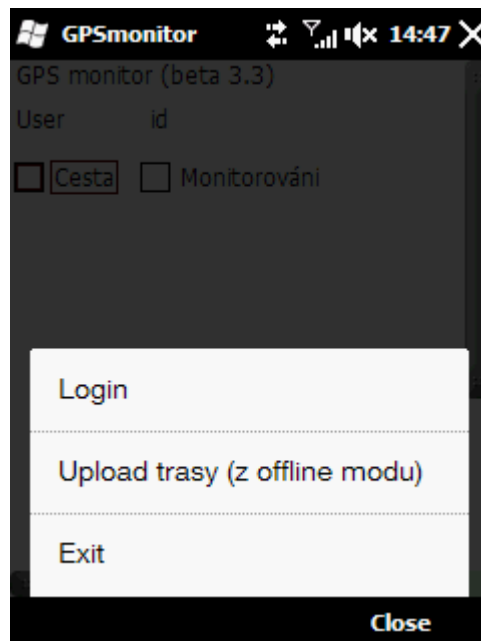 GPSmonitor 14:47
GPS monitor (beta 3.3)
User id
Cesta Monitorováni
Login
Upload trasy (z offline modu)
Exit
Close